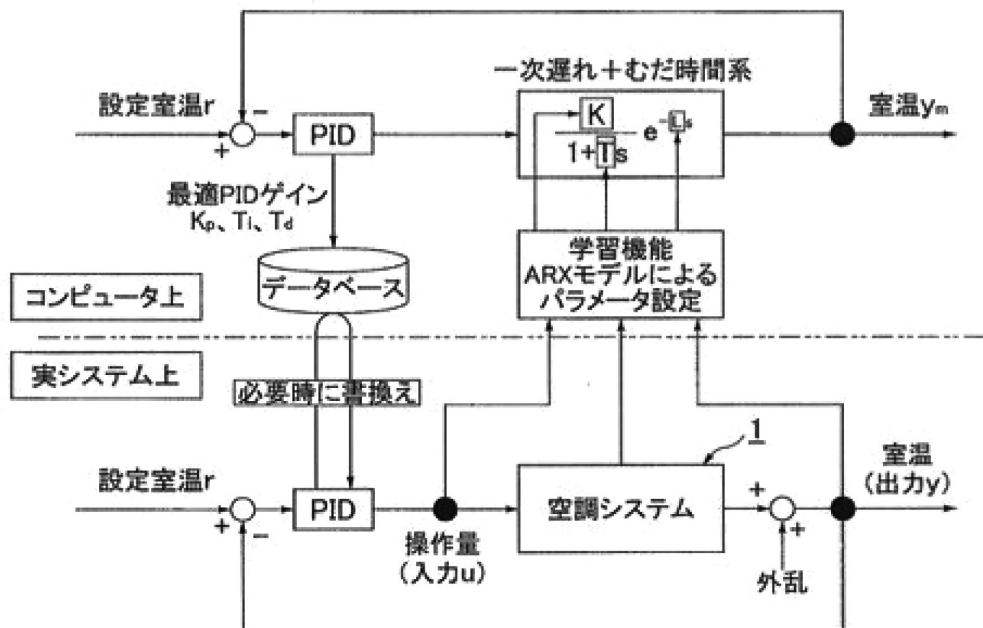 一次遅れ+むだ時間系
設定室温r
-
+
PID
K
1+Ts
e-Ls
室温ym
最適PIDゲイン
Kp、Ti、Td
データベース
学習機能
ARXモデルによる
パラメータ設定
コンピュータ上
実システム上
必要時に書換え
1
設定室温r
+
-
PID
操作量
(入力u)
空調システム
+
+
外乱
室温
(出力y)